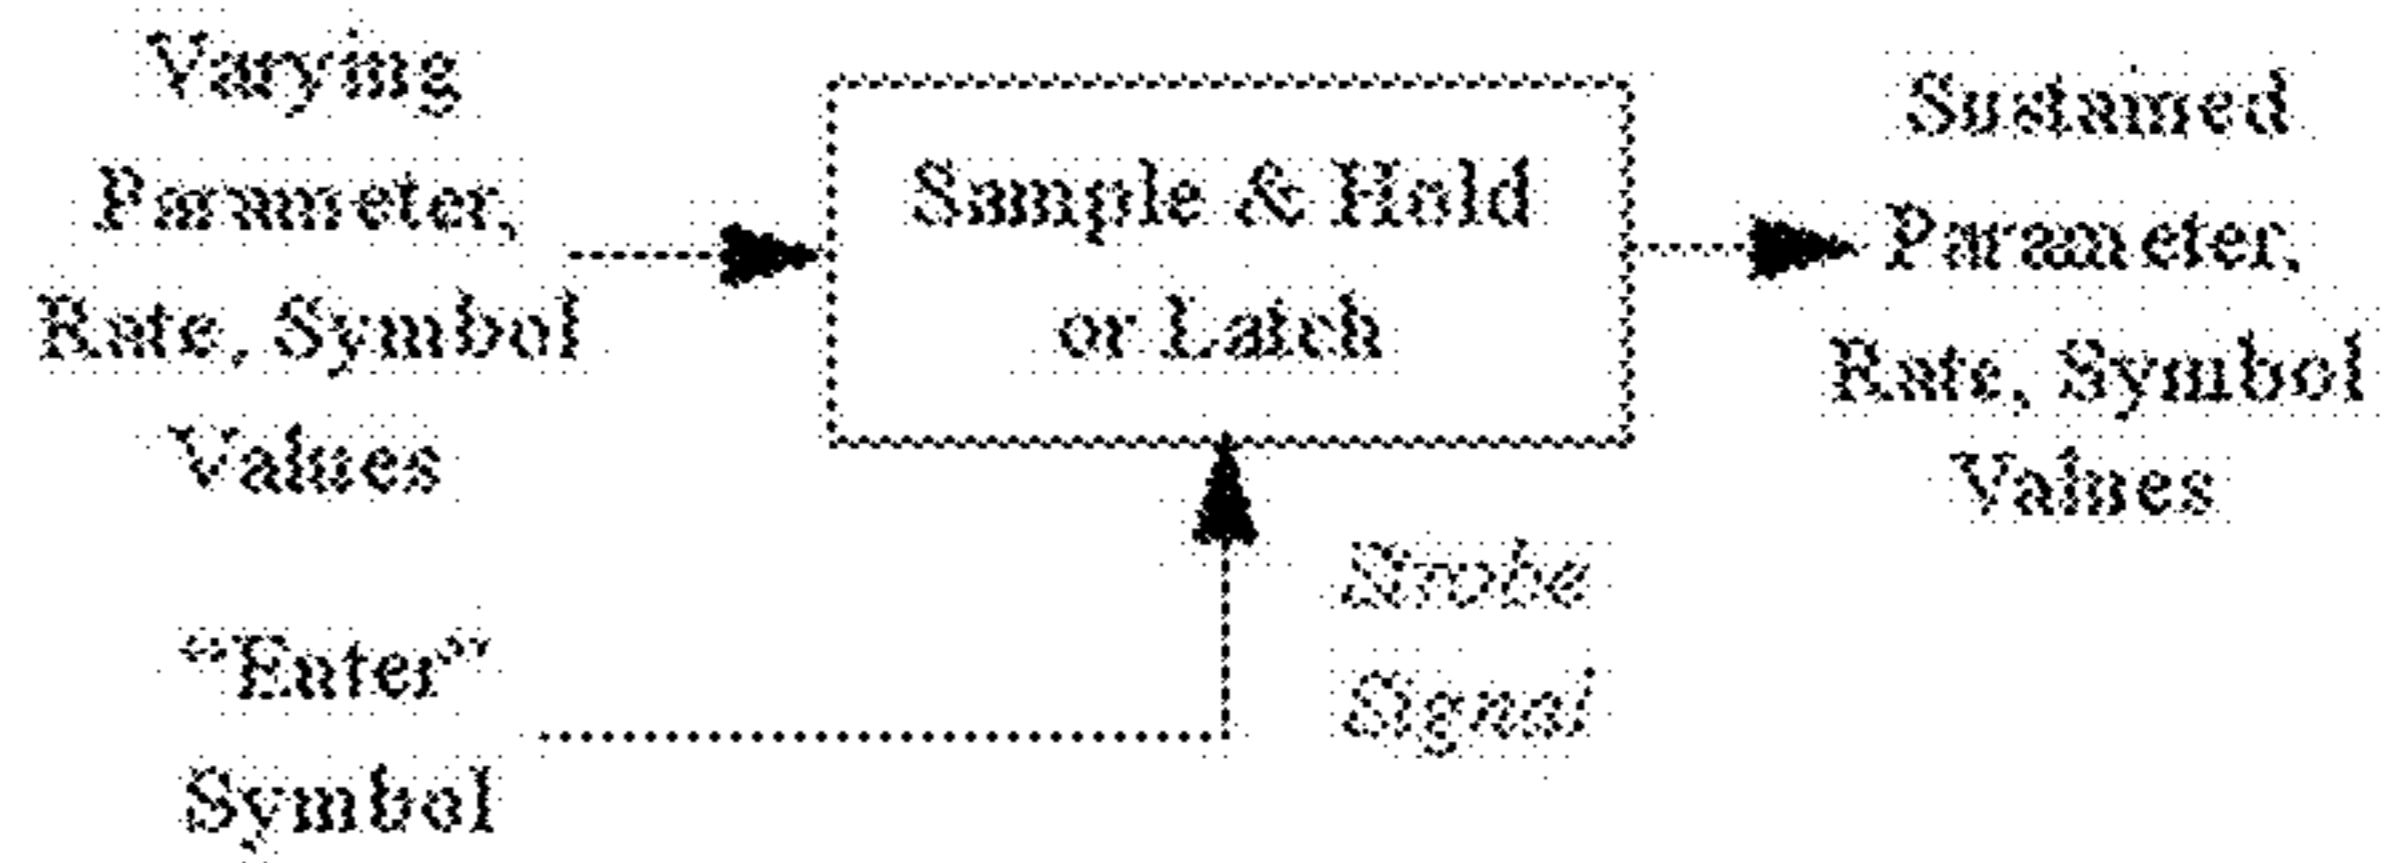 Varying
Parameter,
Rate, Symbol
Values
Sample & Hold
or Latch
Sustained
Parameter,
Rate, Symbol
Values
“Enter”
Symbol
Strobe
Signal